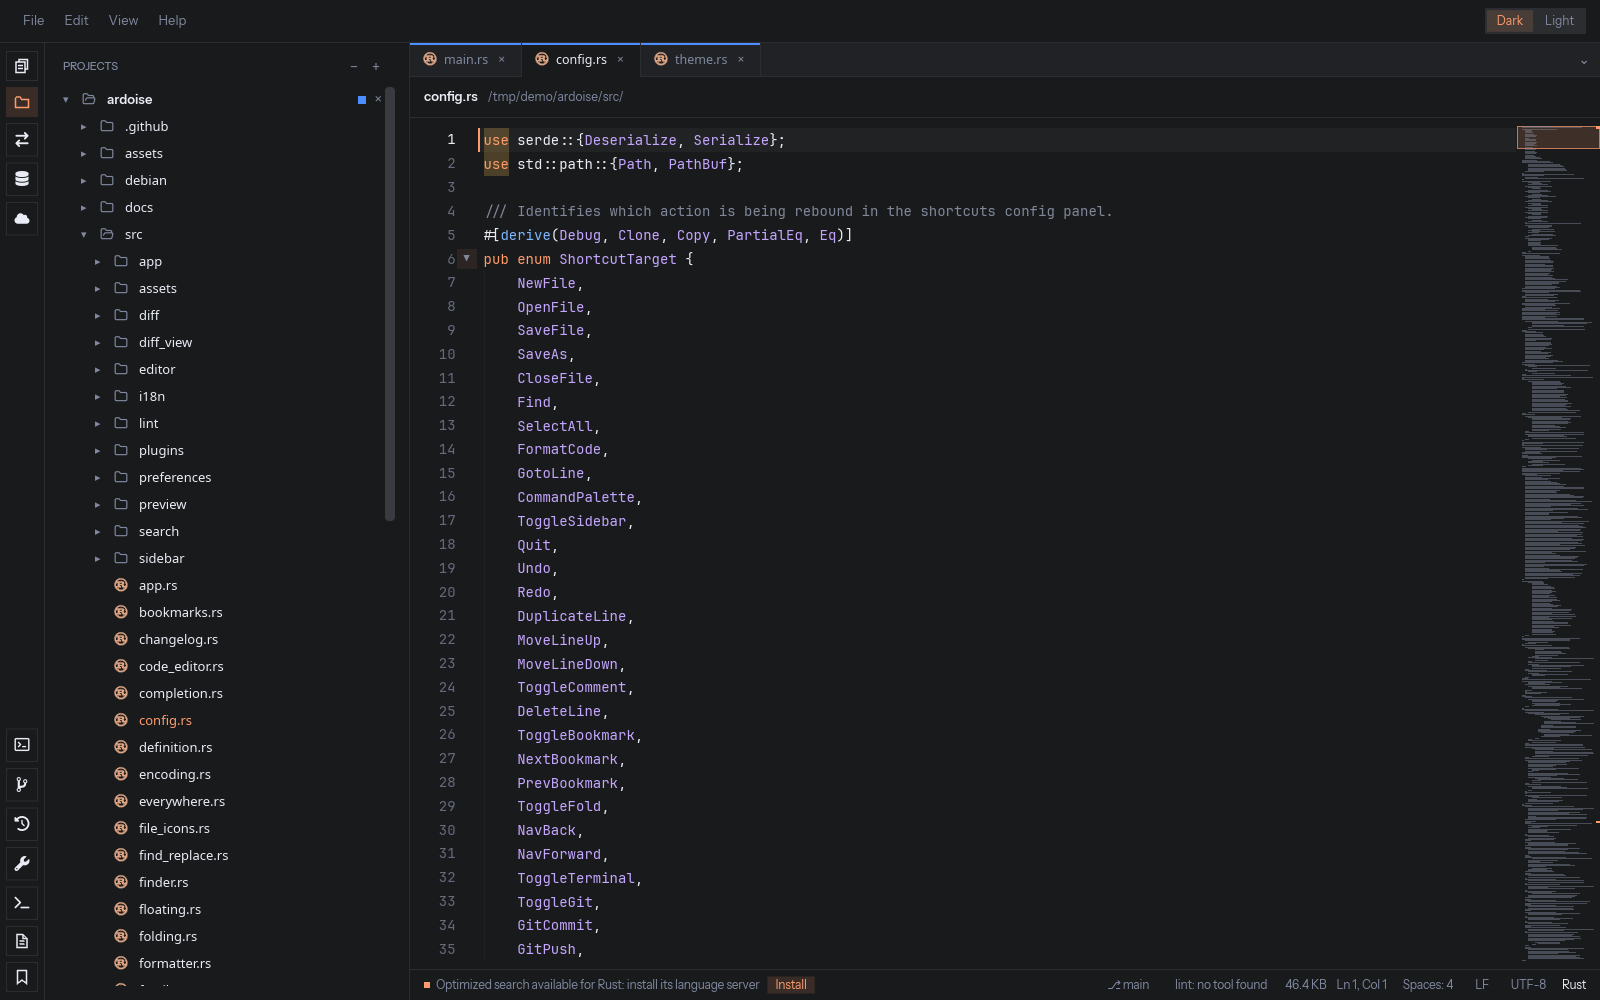 File Edit View Help
Dark Light
PROJECTS − +
ardoise ×
.github
assets
debian
docs
src
app
assets
diff
diff_view
editor
i18n
lint
plugins
preferences
preview
search
sidebar
app.rs
bookmarks.rs
changelog.rs
code_editor.rs
completion.rs
config.rs
definition.rs
encoding.rs
everywhere.rs
file_icons.rs
find_replace.rs
finder.rs
floating.rs
folding.rs
formatter.rs
main.rs × config.rs × theme.rs ×
config.rs /tmp/demo/ardoise/src/
1 use serde::{Deserialize, Serialize};
2 use std::path::{Path, PathBuf};
3
4 /// Identifies which action is being rebound in the shortcuts config panel.
5 #[derive(Debug, Clone, Copy, PartialEq, Eq)]
6 pub enum ShortcutTarget {
7 NewFile,
8 OpenFile,
9 SaveFile,
10 SaveAs,
11 CloseFile,
12 Find,
13 SelectAll,
14 FormatCode,
15 GotoLine,
16 CommandPalette,
17 ToggleSidebar,
18 Quit,
19 Undo,
20 Redo,
21 DuplicateLine,
22 MoveLineUp,
23 MoveLineDown,
24 ToggleComment,
25 DeleteLine,
26 ToggleBookmark,
27 NextBookmark,
28 PrevBookmark,
29 ToggleFold,
30 NavBack,
31 NavForward,
32 ToggleTerminal,
33 ToggleGit,
34 GitCommit,
35 GitPush,
Optimized search available for Rust: install its language server Install main lint: no tool found 46.4 KB Ln 1, Col 1 Spaces: 4 LF UTF-8 Rust